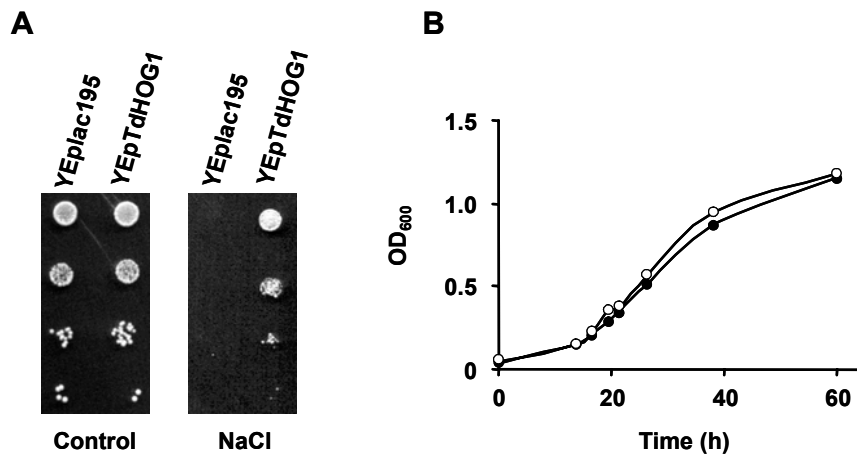 A
YEplac195
YEpTdHOG1
YEplac195
YEpTdHOG1
Control
NaCl
B
1.5
1.0
0.5
0
OD600
0
20
40
60
Time (h)